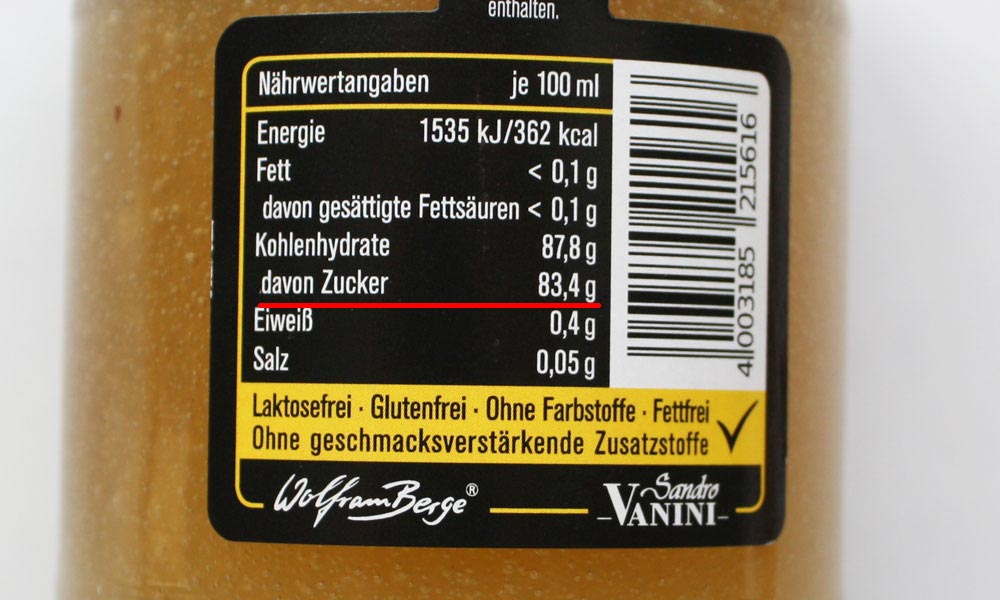 enthalten.
Nährwertangaben je 100 ml
Energie 1535 kJ/362 kcal
Fett < 0,1 g
davon gesättigte Fettsäuren < 0,1 g
Kohlenhydrate 87,8 g
davon Zucker 83,4 g
Eiweiß 0,4 g
Salz 0,05 g
4 003185 215616
Laktosefrei · Glutenfrei · Ohne Farbstoffe · Fettfrei
Ohne geschmacksverstärkende Zusatzstoffe
Wolfram Berge®
Sandro
VANINI